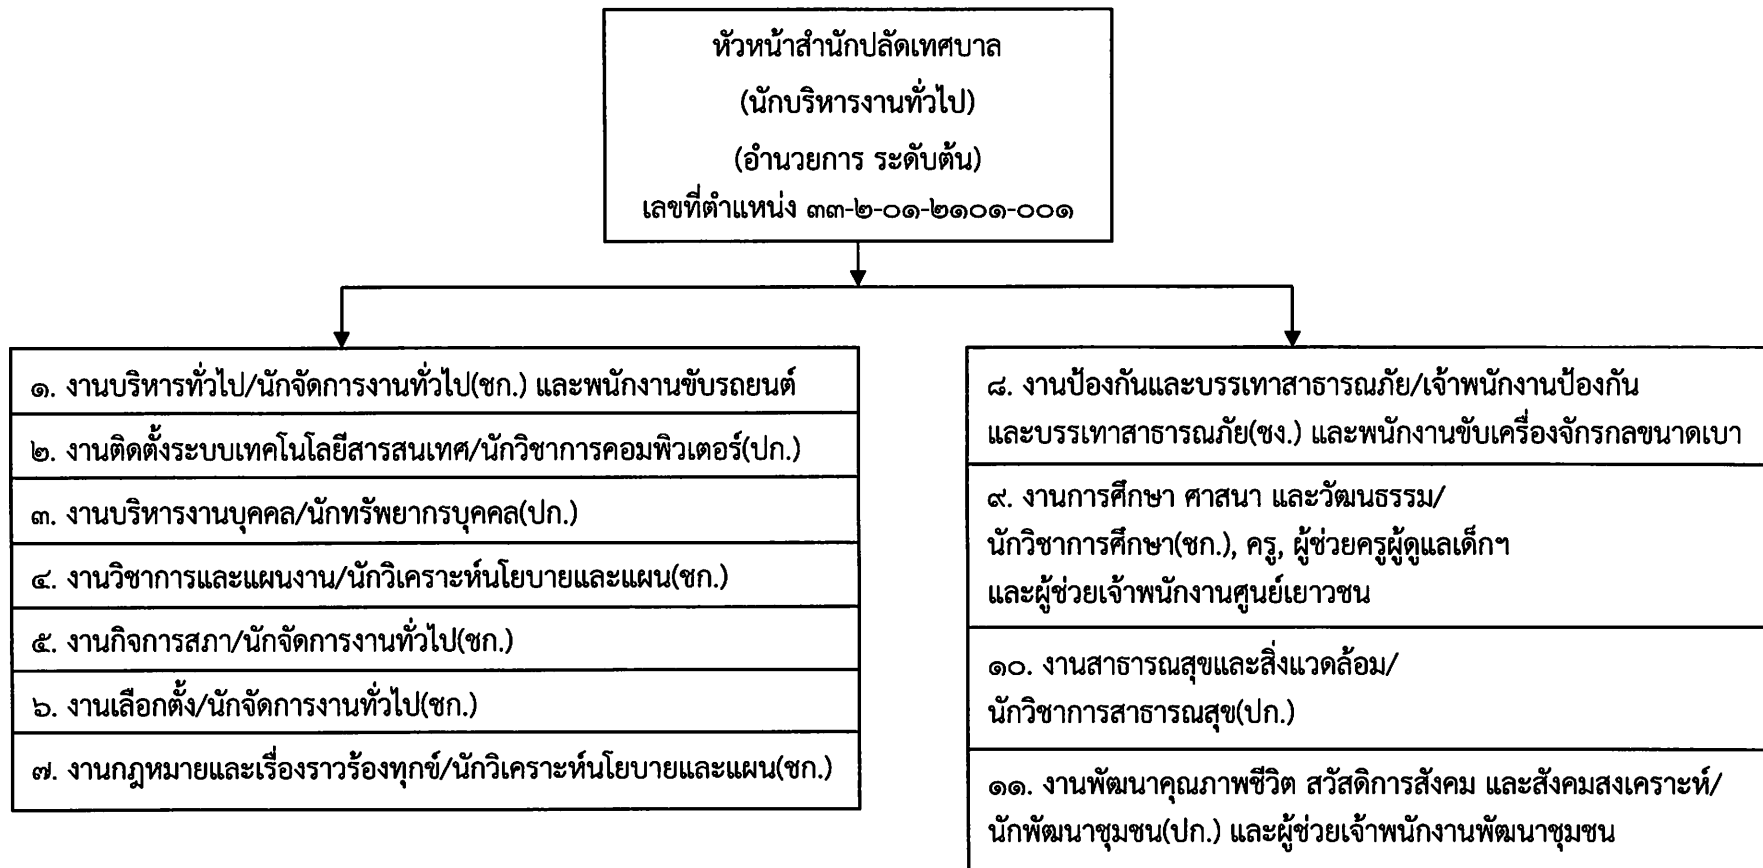 หัวหน้าสำนักปลัดเทศบาล
(นักบริหารงานทั่วไป)
(อำนวยการ ระดับต้น)
เลขที่ตำแหน่ง ๓๓-๒-๐๑-๒๑๐๑-๐๐๑
๑. งานบริหารทั่วไป/นักจัดการงานทั่วไป(ชก.) และพนักงานขับรถยนต์
๒. งานติดตั้งระบบเทคโนโลยีสารสนเทศ/นักวิชาการคอมพิวเตอร์(ปก.)
๓. งานบริหารงานบุคคล/นักทรัพยากรบุคคล(ปก.)
๔. งานวิชาการและแผนงาน/นักวิเคราะห์นโยบายและแผน(ชก.)
๕. งานกิจการสภา/นักจัดการงานทั่วไป(ชก.)
๖. งานเลือกตั้ง/นักจัดการงานทั่วไป(ชก.)
๗. งานกฎหมายและเรื่องราวร้องทุกข์/นักวิเคราะห์นโยบายและแผน(ชก.)
๘. งานป้องกันและบรรเทาสาธารณภัย/เจ้าพนักงานป้องกัน
และบรรเทาสาธารณภัย(ชง.) และพนักงานขับเครื่องจักรกลขนาดเบา
๙. งานการศึกษา ศาสนา และวัฒนธรรม/
นักวิชาการศึกษา(ชก.), ครู, ผู้ช่วยครูผู้ดูแลเด็กฯ
และผู้ช่วยเจ้าพนักงานศูนย์เยาวชน
๑๐. งานสาธารณสุขและสิ่งแวดล้อม/
นักวิชาการสาธารณสุข(ปก.)
๑๑. งานพัฒนาคุณภาพชีวิต สวัสดิการสังคม และสังคมสงเคราะห์/
นักพัฒนาชุมชน(ปก.) และผู้ช่วยเจ้าพนักงานพัฒนาชุมชน